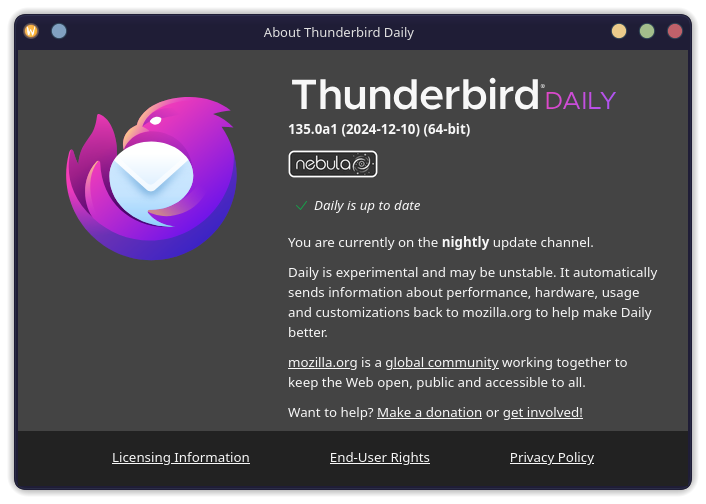 About Thunderbird Daily
Thunderbird® DAILY
135.0a1 (2024-12-10) (64-bit)
nebula
Daily is up to date
You are currently on the nightly update channel.
Daily is experimental and may be unstable. It automatically
sends information about performance, hardware, usage
and customizations back to mozilla.org to help make Daily
better.
mozilla.org is a global community working together to
keep the Web open, public and accessible to all.
Want to help? Make a donation or get involved!
Licensing Information End-User Rights Privacy Policy